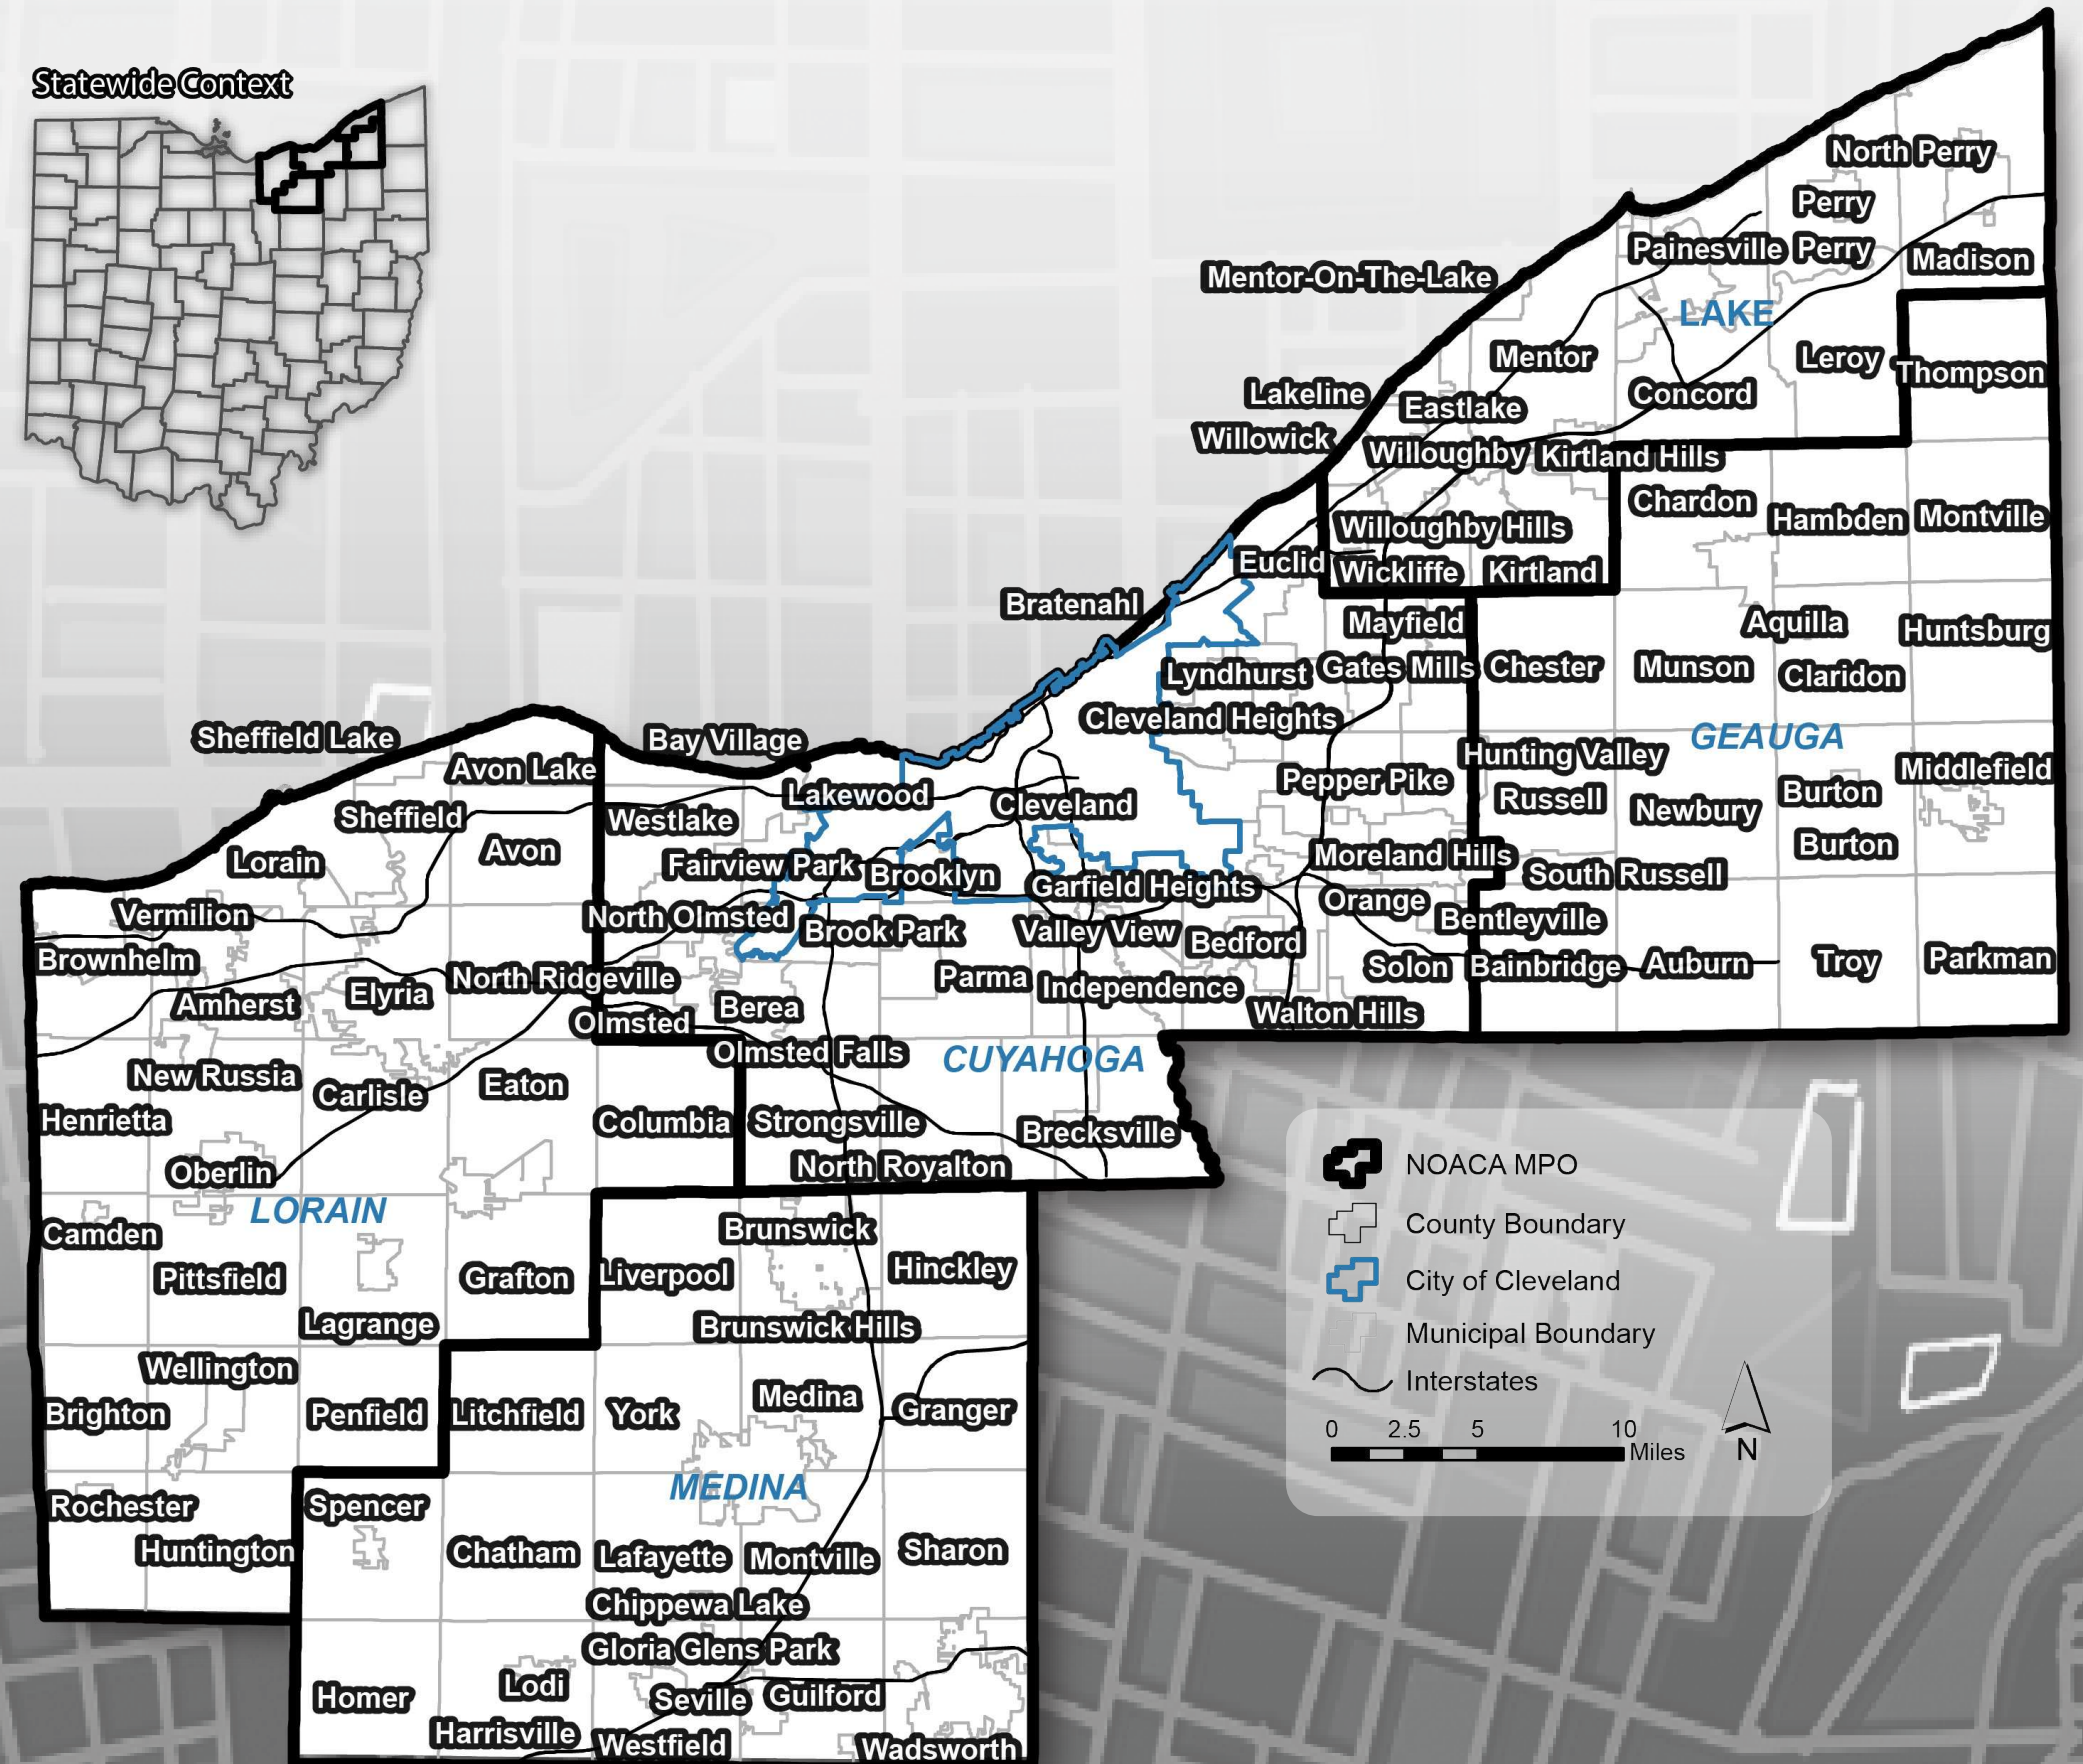 Statewide Context
North Perry
Perry
Painesville
Perry
Madison
Mentor-On-The-Lake
LAKE
Mentor
Leroy
Thompson
Lakeline
Eastlake
Concord
Willowick
Willoughby
Kirtland Hills
Chardon
Hambden
Montville
Willoughby Hills
Euclid
Wickliffe
Kirtland
Bratenahl
Mayfield
Aquilla
Huntsburg
Lyndhurst
Gates Mills
Chester
Munson
Claridon
Cleveland Heights
GEAUGA
Sheffield Lake
Bay Village
Hunting Valley
Avon Lake
Pepper Pike
Middlefield
Lakewood
Cleveland
Russell
Newbury
Burton
Sheffield
Westlake
Avon
Moreland Hills
Burton
Lorain
Fairview Park
Brooklyn
Garfield Heights
South Russell
Vermilion
North Olmsted
Orange
Bentleyville
Brook Park
Valley View
Bedford
Brownhelm
Solon
Bainbridge
Auburn
Troy
Parkman
North Ridgeville
Parma
Independence
Amherst
Elyria
Berea
Walton Hills
Olmsted
Olmsted Falls
CUYAHOGA
New Russia
Carlisle
Eaton
Henrietta
Columbia
Strongsville
Brecksville
Oberlin
North Royalton
LORAIN
Camden
Brunswick
Pittsfield
Grafton
Liverpool
Hinckley
Lagrange
Brunswick Hills
Wellington
Brighton
Penfield
Litchfield
York
Medina
Granger
MEDINA
Rochester
Spencer
Huntington
Chatham
Lafayette
Montville
Sharon
Chippewa Lake
Gloria Glens Park
Homer
Lodi
Seville
Guilford
Harrisville
Westfield
Wadsworth
NOACA MPO
County Boundary
City of Cleveland
Municipal Boundary
Interstates
0 2.5 5 10
Miles
N